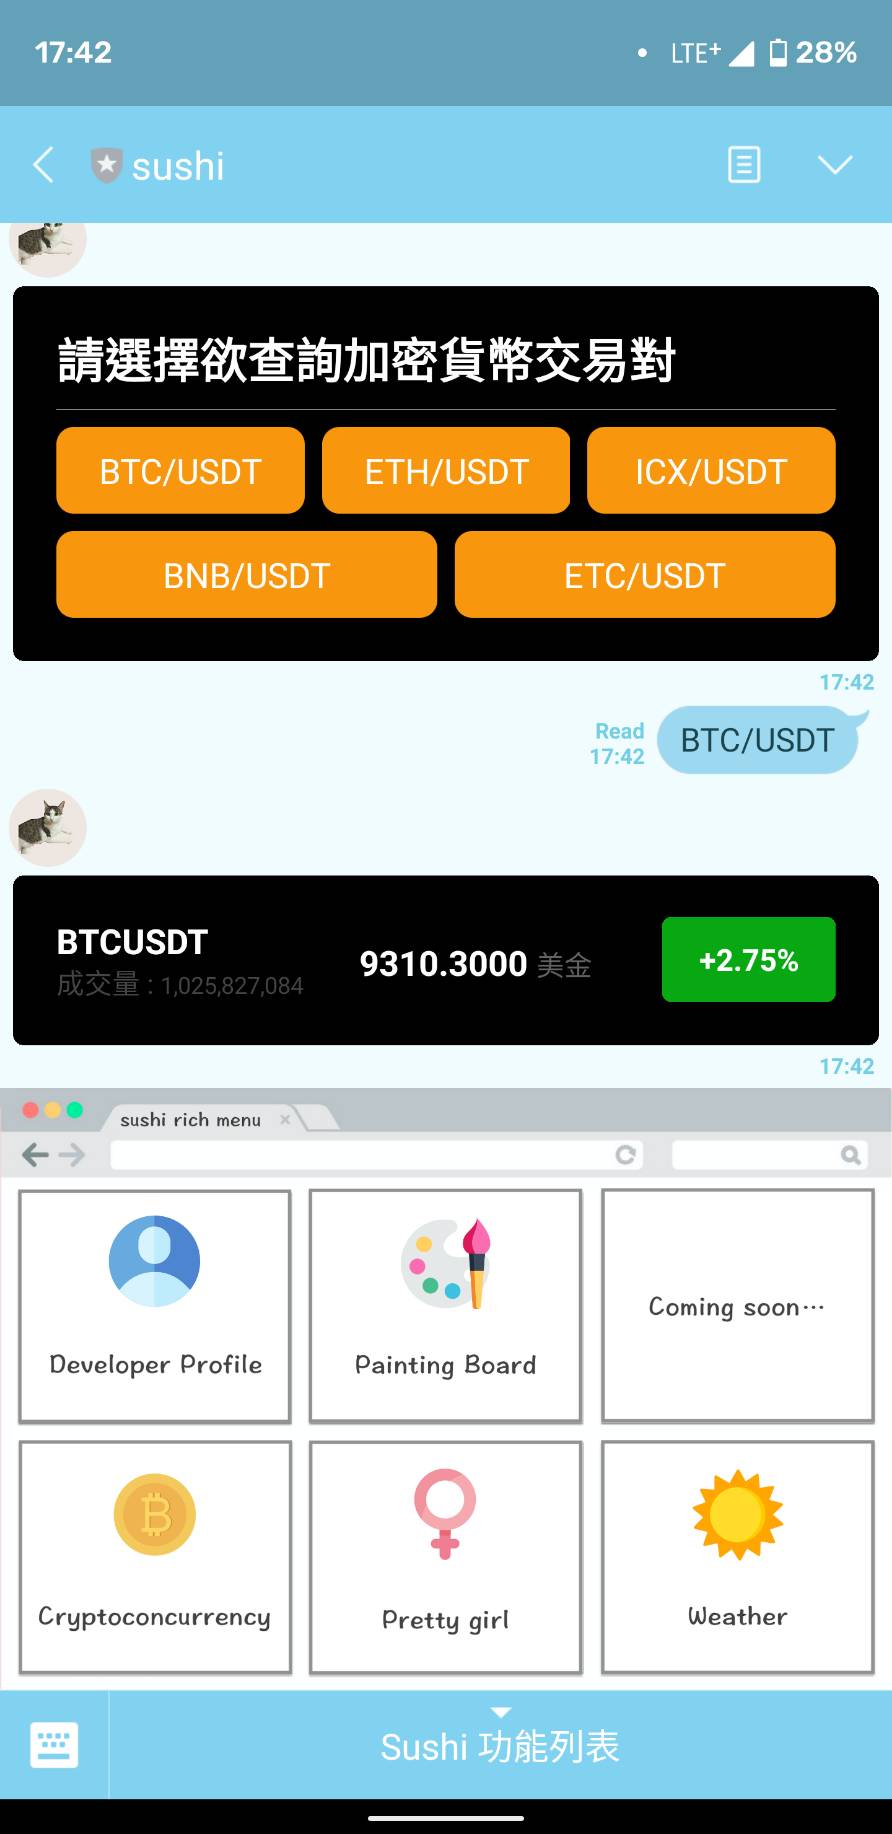 17:42
LTE+ 28%
sushi
請選擇欲查詢加密貨幣交易對
BTC/USDT ETH/USDT ICX/USDT
BNB/USDT ETC/USDT
17:42
Read
17:42
BTC/USDT
BTCUSDT
成交量 : 1,025,827,084
9310.3000 美金
+2.75%
17:42
sushi rich menu
Developer Profile
Painting Board
Coming soon…
Cryptoconcurrency
Pretty girl
Weather
Sushi 功能列表